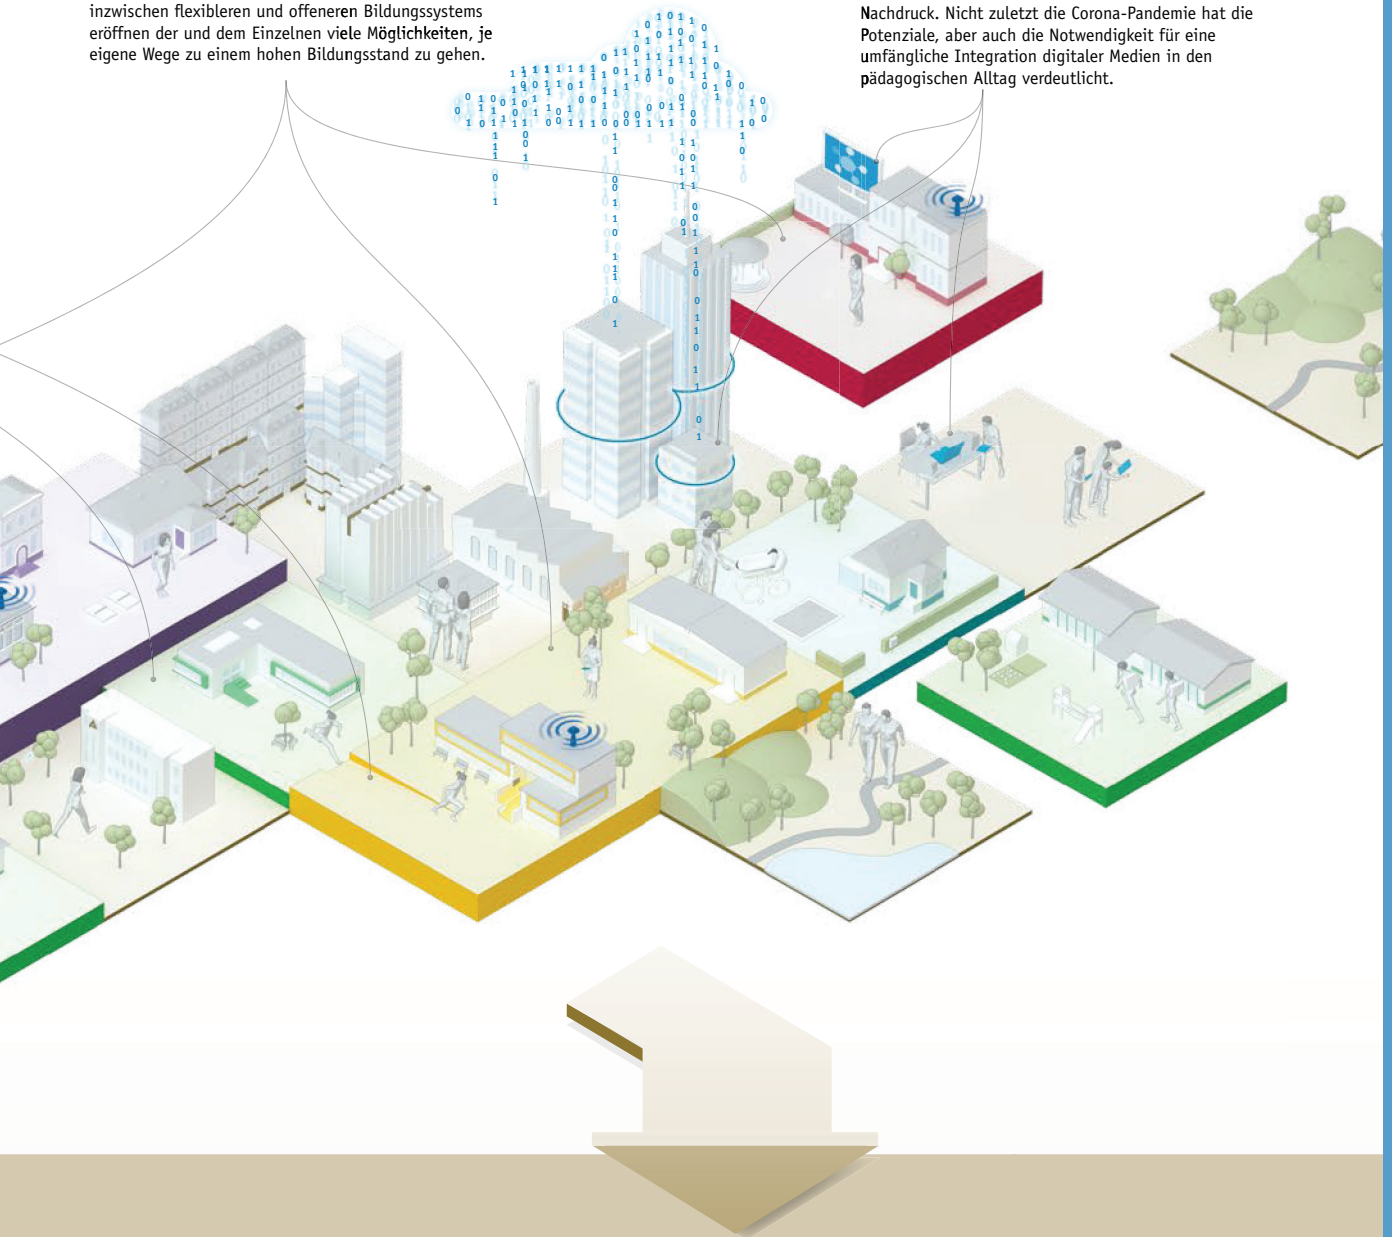 inzwischen flexibleren und offeneren Bildungssystems
eröffnen der und dem Einzelnen viele Möglichkeiten, je
eigene Wege zu einem hohen Bildungsstand zu gehen.
Nachdruck. Nicht zuletzt die Corona-Pandemie hat die
Potenziale, aber auch die Notwendigkeit für eine
umfängliche Integration digitaler Medien in den
pädagogischen Alltag verdeutlicht.